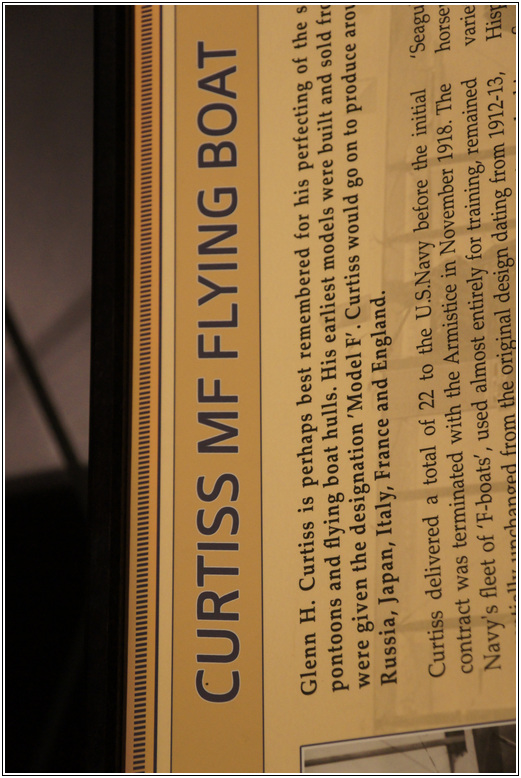 CURTISS MF FLYING BOAT
Glenn H. Curtiss is perhaps best remembered for his perfecting of the
pontoons and flying boat hulls. His earliest models were built and sold
were given the designation 'Model F'. Curtiss would go on to produce
Russia, Japan, Italy, France and England.
Curtiss delivered a total of 22 to the U.S.Navy before the initial
contract was terminated with the Armistice in November 1918. The
Navy's fleet of 'F-boats', used almost entirely for training, remained
unchanged from the original design dating from 1912-13,